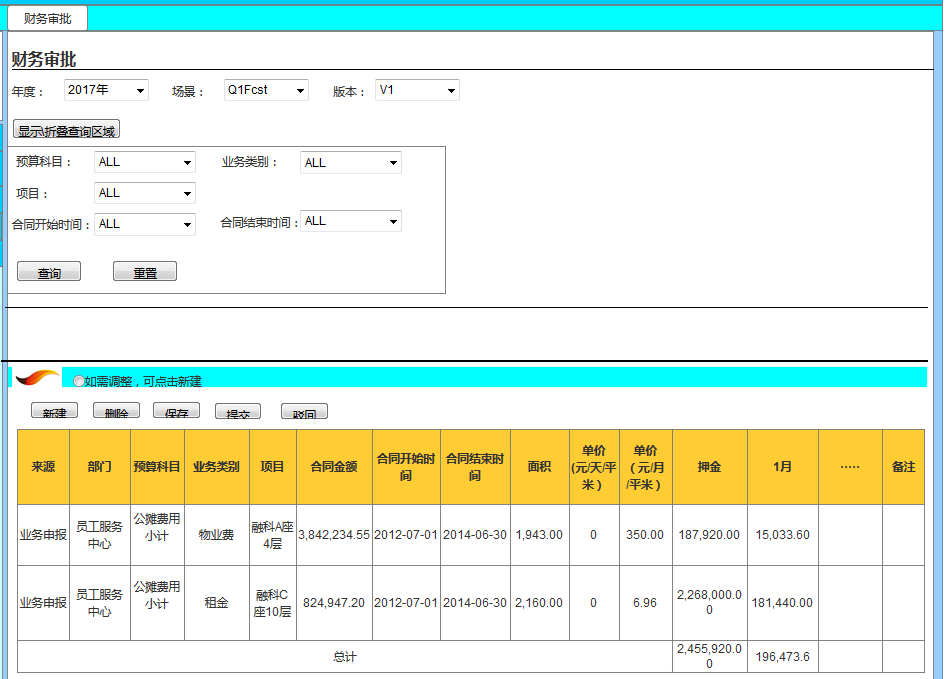 财务审批
财务审批
年度： 2017年 场景： Q1Fcst 版本： V1
显示\折叠查询区域
预算科目： ALL 业务类别： ALL
项目： ALL
合同开始时间： ALL 合同结束时间： ALL
查询 重置
如需调整，可点击新建
新建 删除 保存 提交 驳回
来源 部门 预算科目 业务类别 项目 合同金额 合同开始时间 合同结束时间 面积 单价(元/天/平米） 单价（元/月/平米） 押金 1月 ..... 备注
业务申报 员工服务中心 公摊费用小计 物业费 融科A座4层 3,842,234.55 2012-07-01 2014-06-30 1,943.00 0 350.00 187,920.00 15,033.60
业务申报 员工服务中心 公摊费用小计 租金 融科C座10层 824,947.20 2012-07-01 2014-06-30 2,160.00 0 6.96 2,268,000.00 181,440.00
总计 2,455,920.00 196,473.6